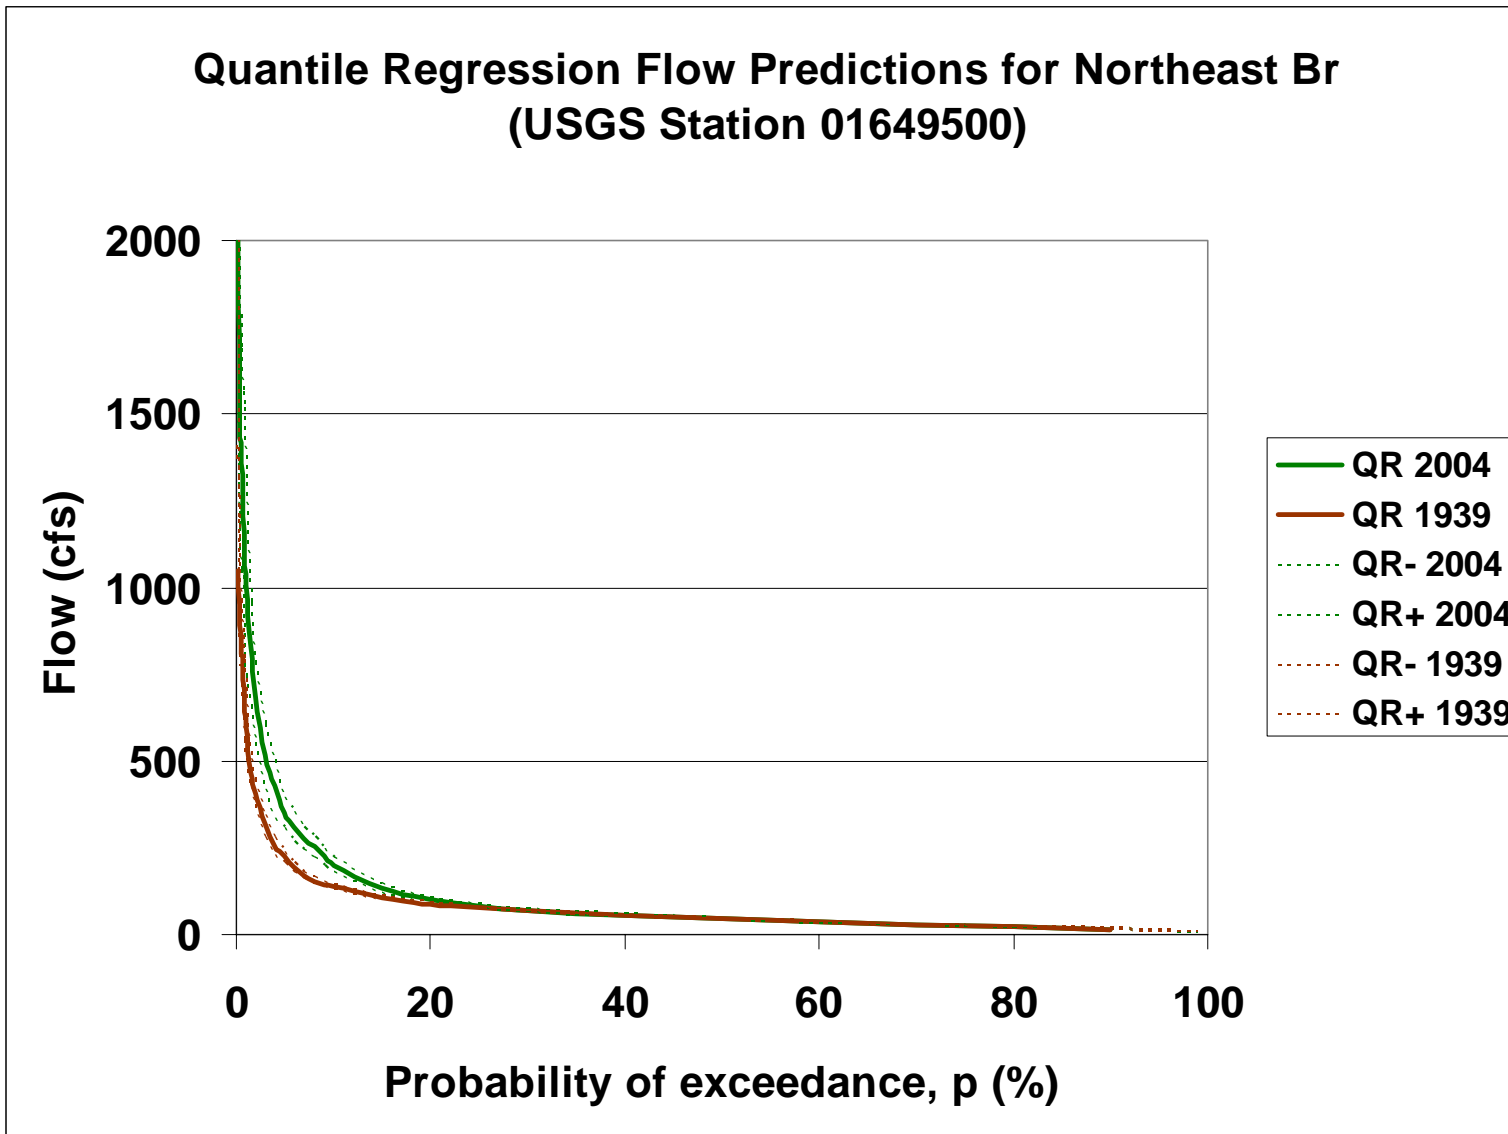 Quantile Regression Flow Predictions for Northeast Br
(USGS Station 01649500)
2000
1500
1000
500
0
Flow (cfs)
0 20 40 60 80 100
Probability of exceedance, p (%)
QR 2004
QR 1939
QR- 2004
QR+ 2004
QR- 1939
QR+ 1939